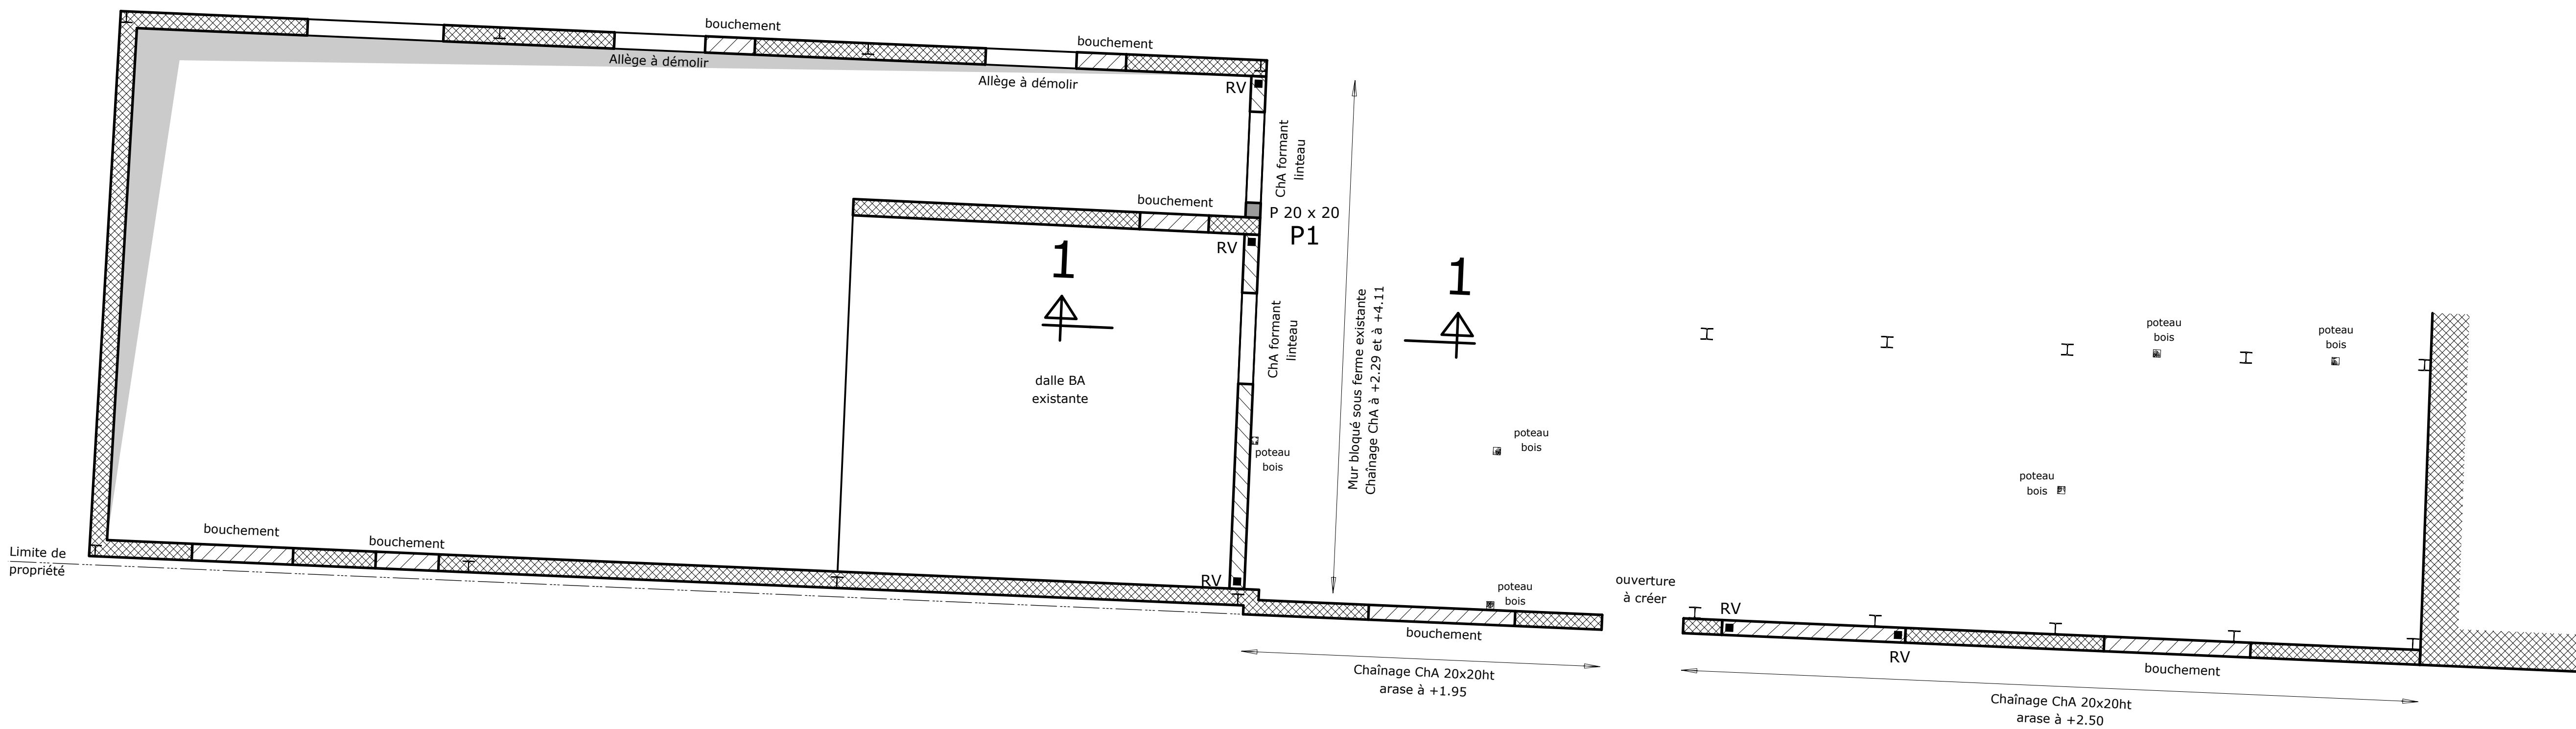 bouchement
bouchement
Allège à démolir
Allège à démolir
RV
ChA formant
linteau
bouchement
P 20 x 20
P1
RV
1
1
ChA formant
linteau
Mur bloqué sous ferme existante
Chaînage ChA à +2.29 et à +4.11
dalle BA
existante
poteau
bois
poteau
bois
poteau
bois
poteau
bois
poteau
bois
bouchement
bouchement
Limite de
propriété
RV
poteau
bois
ouverture
à créer
RV
bouchement
RV
bouchement
Chaînage ChA 20x20ht
arase à +1.95
Chaînage ChA 20x20ht
arase à +2.50